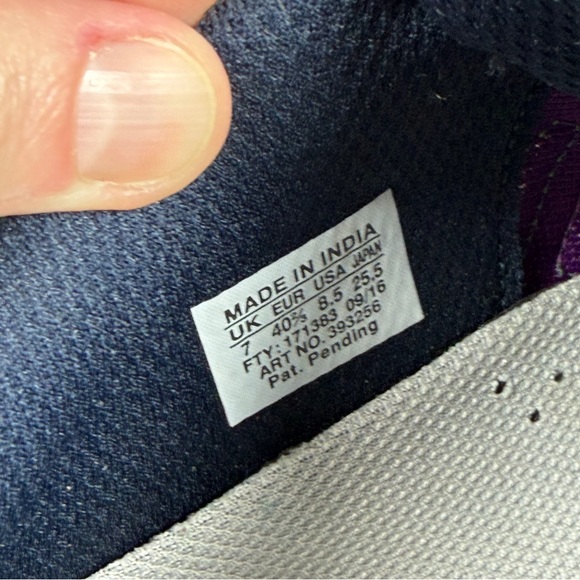 MADE IN INDIA
UK EUR USA JAPAN
7 40⅔ 8.5 25.5
FTY: 171383 09/16
ART NO. 393256
Pat. Pending